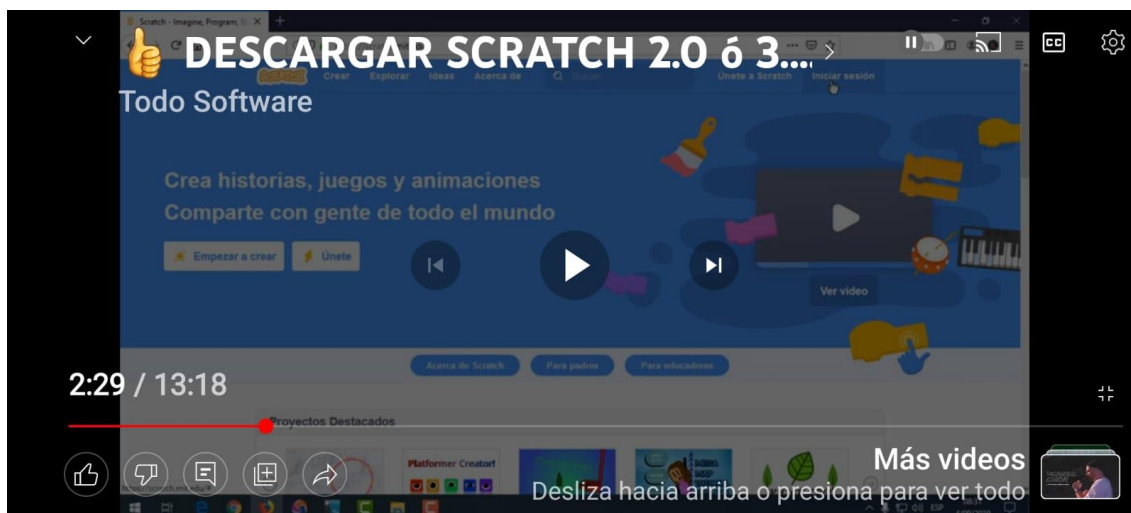 Scratch - Imagine, Program, Sh
DESCARGAR SCRATCH 2.0 ó 3....
Crear Explorar Ideas Acerca de
Únete a Scratch Iniciar sesión
Todo Software
Crea historias, juegos y animaciones
Comparte con gente de todo el mundo
Empezar a crear Únete
Ver video
Acerca de Scratch Para padres Para educadores
2:29 / 13:18
Proyectos Destacados
Platformer Creator!
Más videos
Desliza hacia arriba o presiona para ver todo
ESP